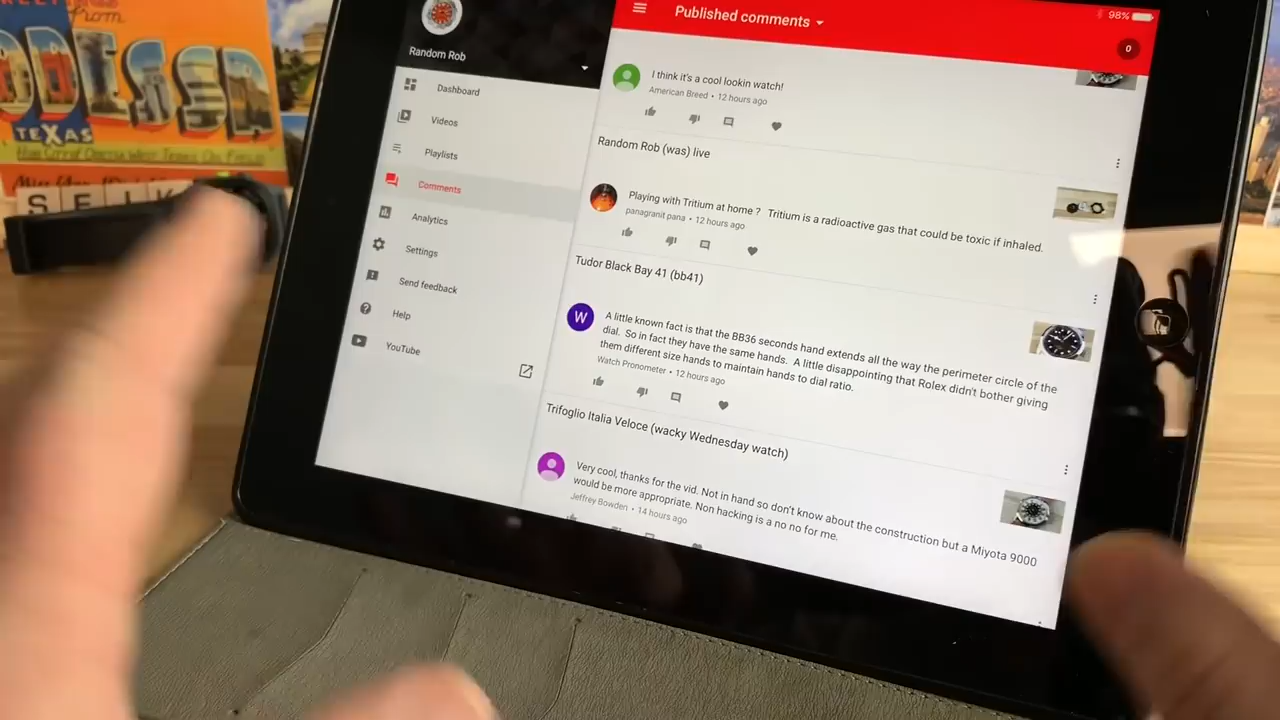 from
ODESSA
TEXAS
SEIK
Random Rob
Dashboard
Videos
Playlists
Comments
Analytics
Settings
Send feedback
Help
YouTube
Published comments
98%
0
I think it's a cool lookin watch!
American Breed • 12 hours ago
Random Rob (was) live
Playing with Tritium at home ? Tritium is a radioactive gas that could be toxic if inhaled.
panagranit pana • 12 hours ago
Tudor Black Bay 41 (bb41)
W
A little known fact is that the BB36 seconds hand extends all the way the perimeter circle of the
dial. So in fact they have the same hands. A little disappointing that Rolex didn't bother giving
them different size hands to maintain hands to dial ratio.
Watch Pronometer • 12 hours ago
Trifoglio Italia Veloce (wacky Wednesday watch)
Very cool, thanks for the vid. Not in hand so don't know about the construction but a Miyota 9000
would be more appropriate. Non hacking is a no no for me.
Jeffrey Bowden • 14 hours ago